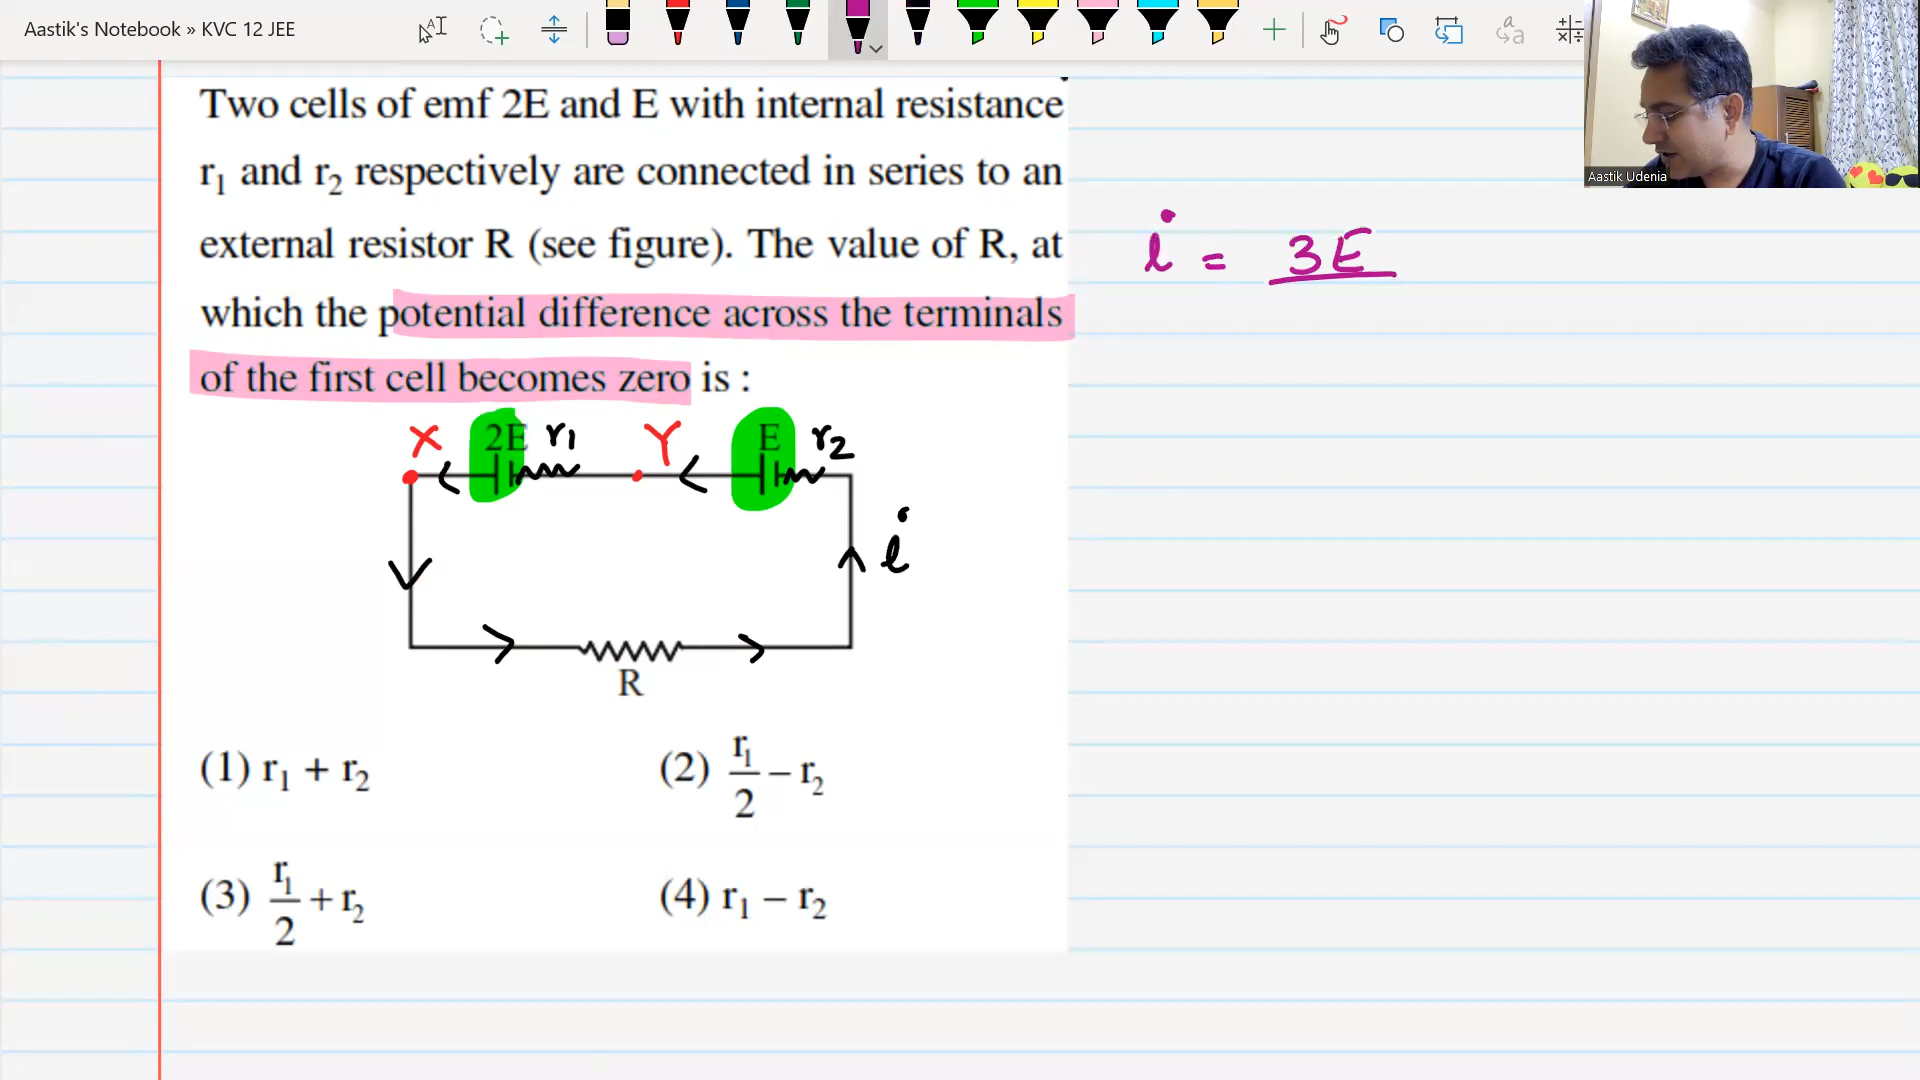 Aastik's Notebook » KVC 12 JEE
Aastik Udenia
Two cells of emf 2E and E with internal resistance
r₁ and r₂ respectively are connected in series to an
external resistor R (see figure). The value of R, at
which the potential difference across the terminals
of the first cell becomes zero is :
i = 3E
X 2E r1 Y E r2
i
R
(1) r₁ + r₂ (2) r₁/2 − r₂
(3) r₁/2 + r₂ (4) r₁ − r₂